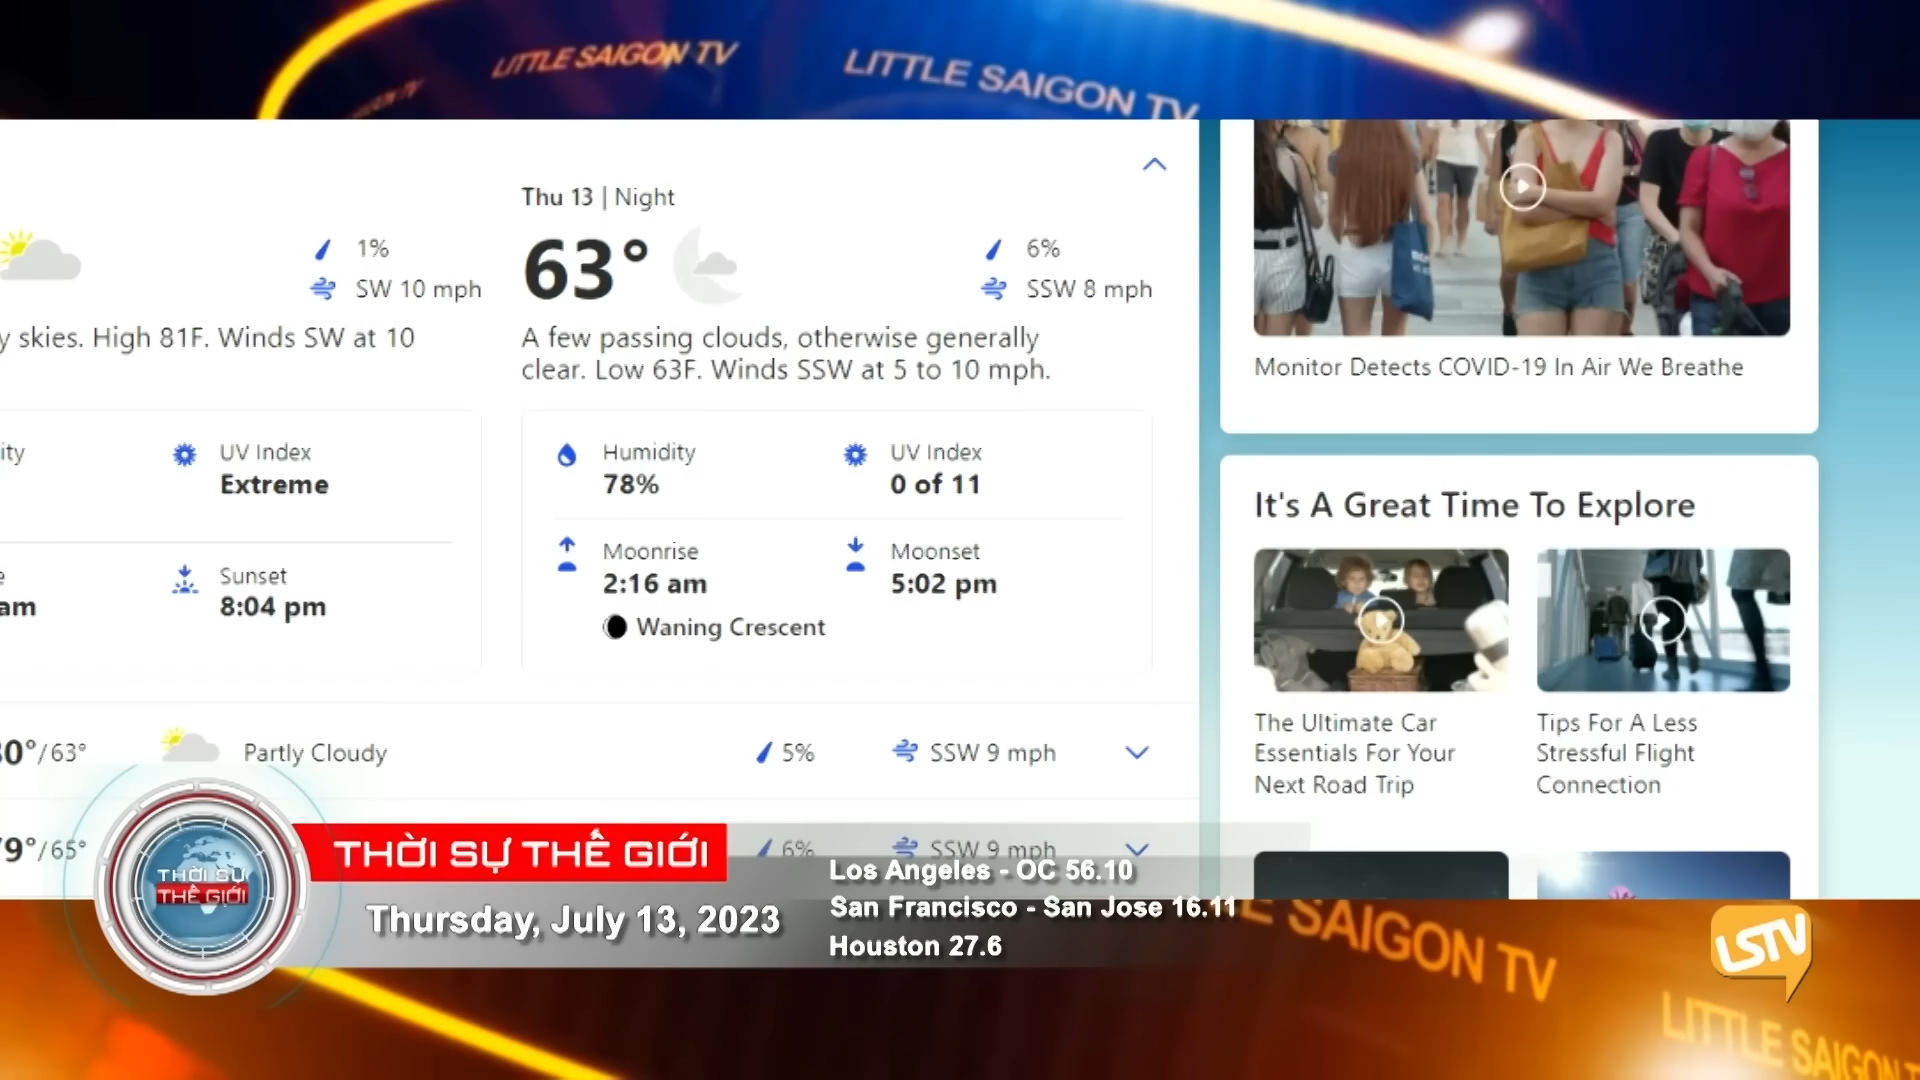 LITTLE SAIGON TV
LITTLE SAIGON TV
SAIGON TV
1%
SW 10 mph
y skies. High 81F. Winds SW at 10
ity
UV Index
Extreme
e
am
Sunset
8:04 pm
Thu 13 | Night
63°
6%
SSW 8 mph
A few passing clouds, otherwise generally
clear. Low 63F. Winds SSW at 5 to 10 mph.
Humidity
78%
UV Index
0 of 11
Moonrise
2:16 am
Moonset
5:02 pm
Waning Crescent
80°/63°
Partly Cloudy
5%
SSW 9 mph
79°/65°
6%
SSW 9 mph
Monitor Detects COVID-19 In Air We Breathe
It's A Great Time To Explore
The Ultimate Car
Essentials For Your
Next Road Trip
Tips For A Less
Stressful Flight
Connection
THỜI SỰ
THẾ GIỚI
THỜI SỰ THẾ GIỚI
Thursday, July 13, 2023
Los Angeles - OC 56.10
San Francisco - San Jose 16.11
Houston 27.6
LE SAIGON TV
LSTV
LITTLE SAIGON T